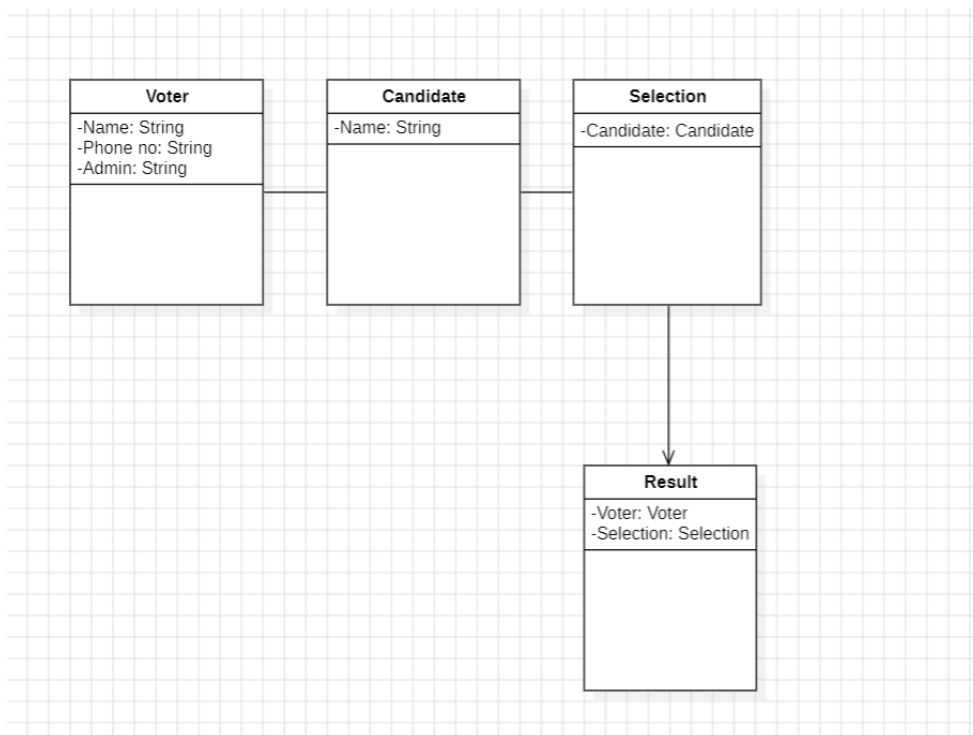 Voter
-Name: String
-Phone no: String
-Admin: String
Candidate
-Name: String
Selection
-Candidate: Candidate
Result
-Voter: Voter
-Selection: Selection